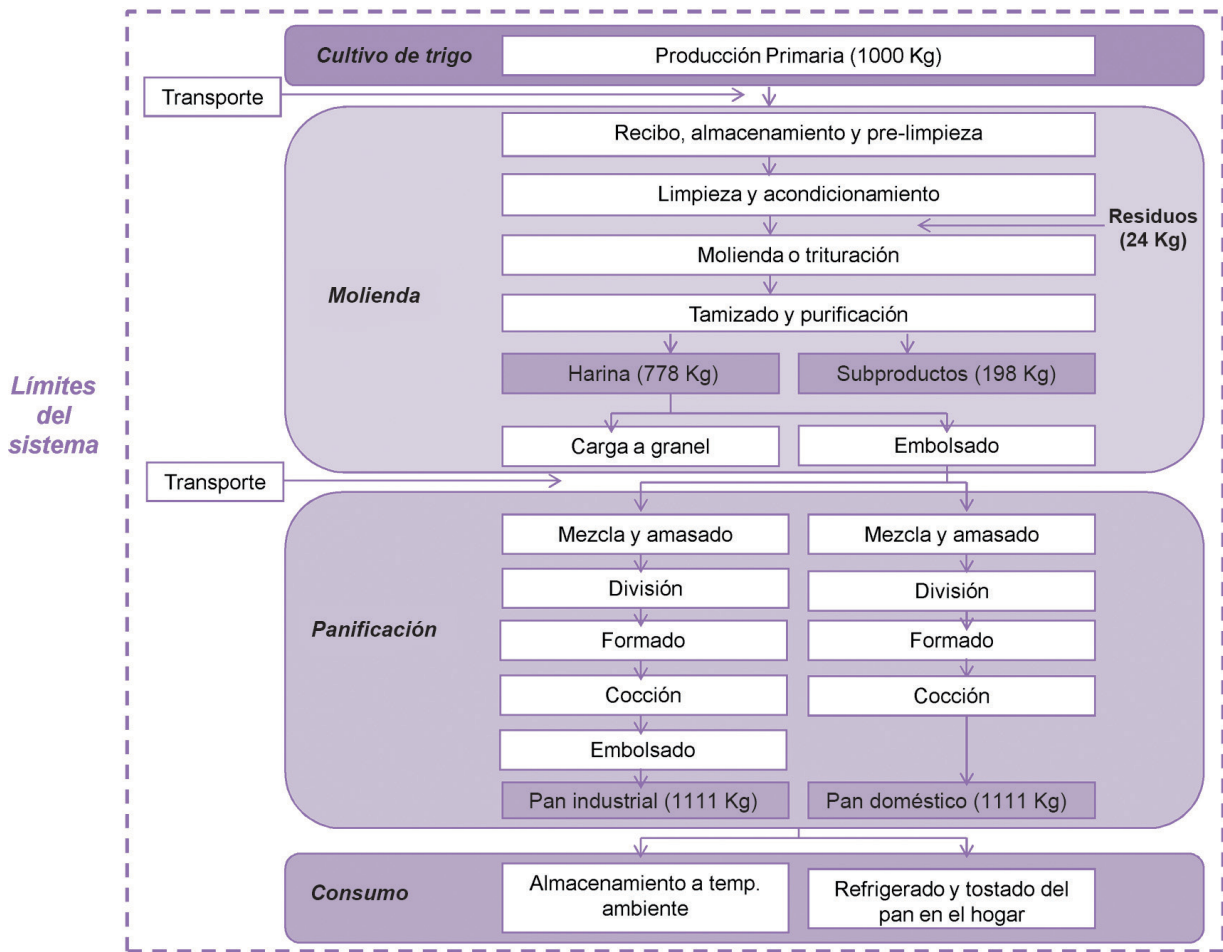 Cultivo de trigo
Producción Primaria (1000 Kg)
Transporte
Recibo, almacenamiento y pre-limpieza
Limpieza y acondicionamiento
Residuos
(24 Kg)
Molienda o trituración
Molienda
Tamizado y purificación
Harina (778 Kg)
Subproductos (198 Kg)
Límites
del
sistema
Carga a granel
Embolsado
Transporte
Mezcla y amasado
Mezcla y amasado
División
División
Panificación
Formado
Formado
Cocción
Cocción
Embolsado
Pan industrial (1111 Kg)
Pan doméstico (1111 Kg)
Consumo
Almacenamiento a temp.
ambiente
Refrigerado y tostado del
pan en el hogar